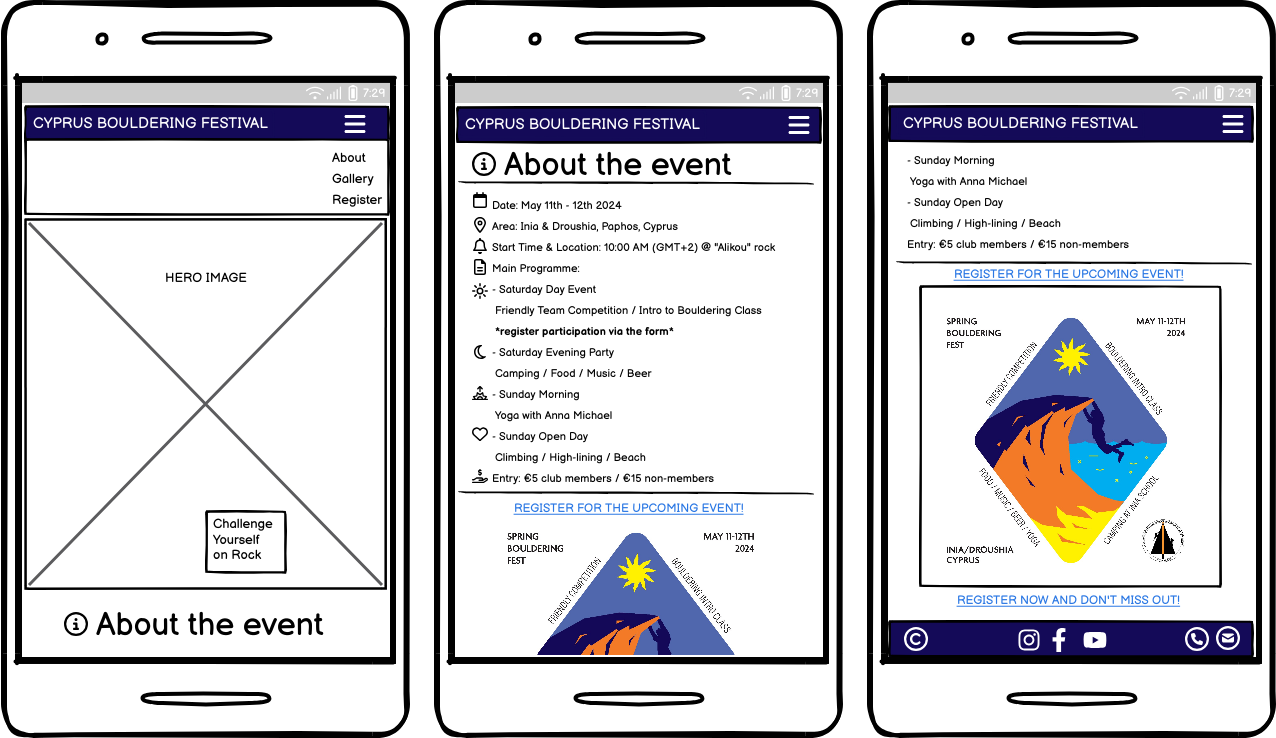 7:29
CYPRUS BOULDERING FESTIVAL
About
Gallery
Register
HERO IMAGE
Challenge
Yourself
on Rock
About the event
7:29
CYPRUS BOULDERING FESTIVAL
About the event
Date: May 11th - 12th 2024
Area: Inia & Droushia, Paphos, Cyprus
Start Time & Location: 10:00 AM (GMT+2) @ "Alikou" rock
Main Programme:
- Saturday Day Event
Friendly Team Competition / Intro to Bouldering Class
*register participation via the form*
- Saturday Evening Party
Camping / Food / Music / Beer
- Sunday Morning
Yoga with Anna Michael
- Sunday Open Day
Climbing / High-lining / Beach
Entry: €5 club members / €15 non-members
REGISTER FOR THE UPCOMING EVENT!
SPRING
BOULDERING
FEST
MAY 11-12TH
2024
FRIENDLY COMPETITION
BOULDERING INTRO CLASS
7:29
CYPRUS BOULDERING FESTIVAL
- Sunday Morning
Yoga with Anna Michael
- Sunday Open Day
Climbing / High-lining / Beach
Entry: €5 club members / €15 non-members
REGISTER FOR THE UPCOMING EVENT!
SPRING
BOULDERING
FEST
MAY 11-12TH
2024
FRIENDLY COMPETITION
BOULDERING INTRO CLASS
FOOD / MUSIC / BEER / YOGA
CAMPING AT INIA SCHOOL
INIA/DROUSHIA
CYPRUS
REGISTER NOW AND DON'T MISS OUT!